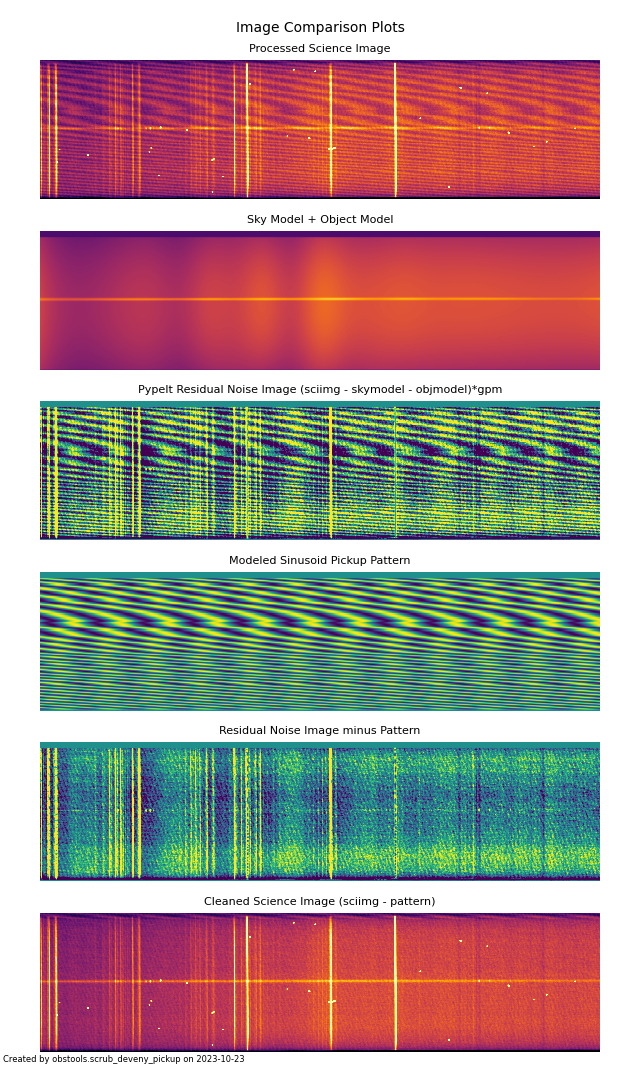 Image Comparison Plots
Processed Science Image
Sky Model + Object Model
PypeIt Residual Noise Image (sciimg - skymodel - objmodel)*gpm
Modeled Sinusoid Pickup Pattern
Residual Noise Image minus Pattern
Cleaned Science Image (sciimg - pattern)
Created by obstools.scrub_deveny_pickup on 2023-10-23